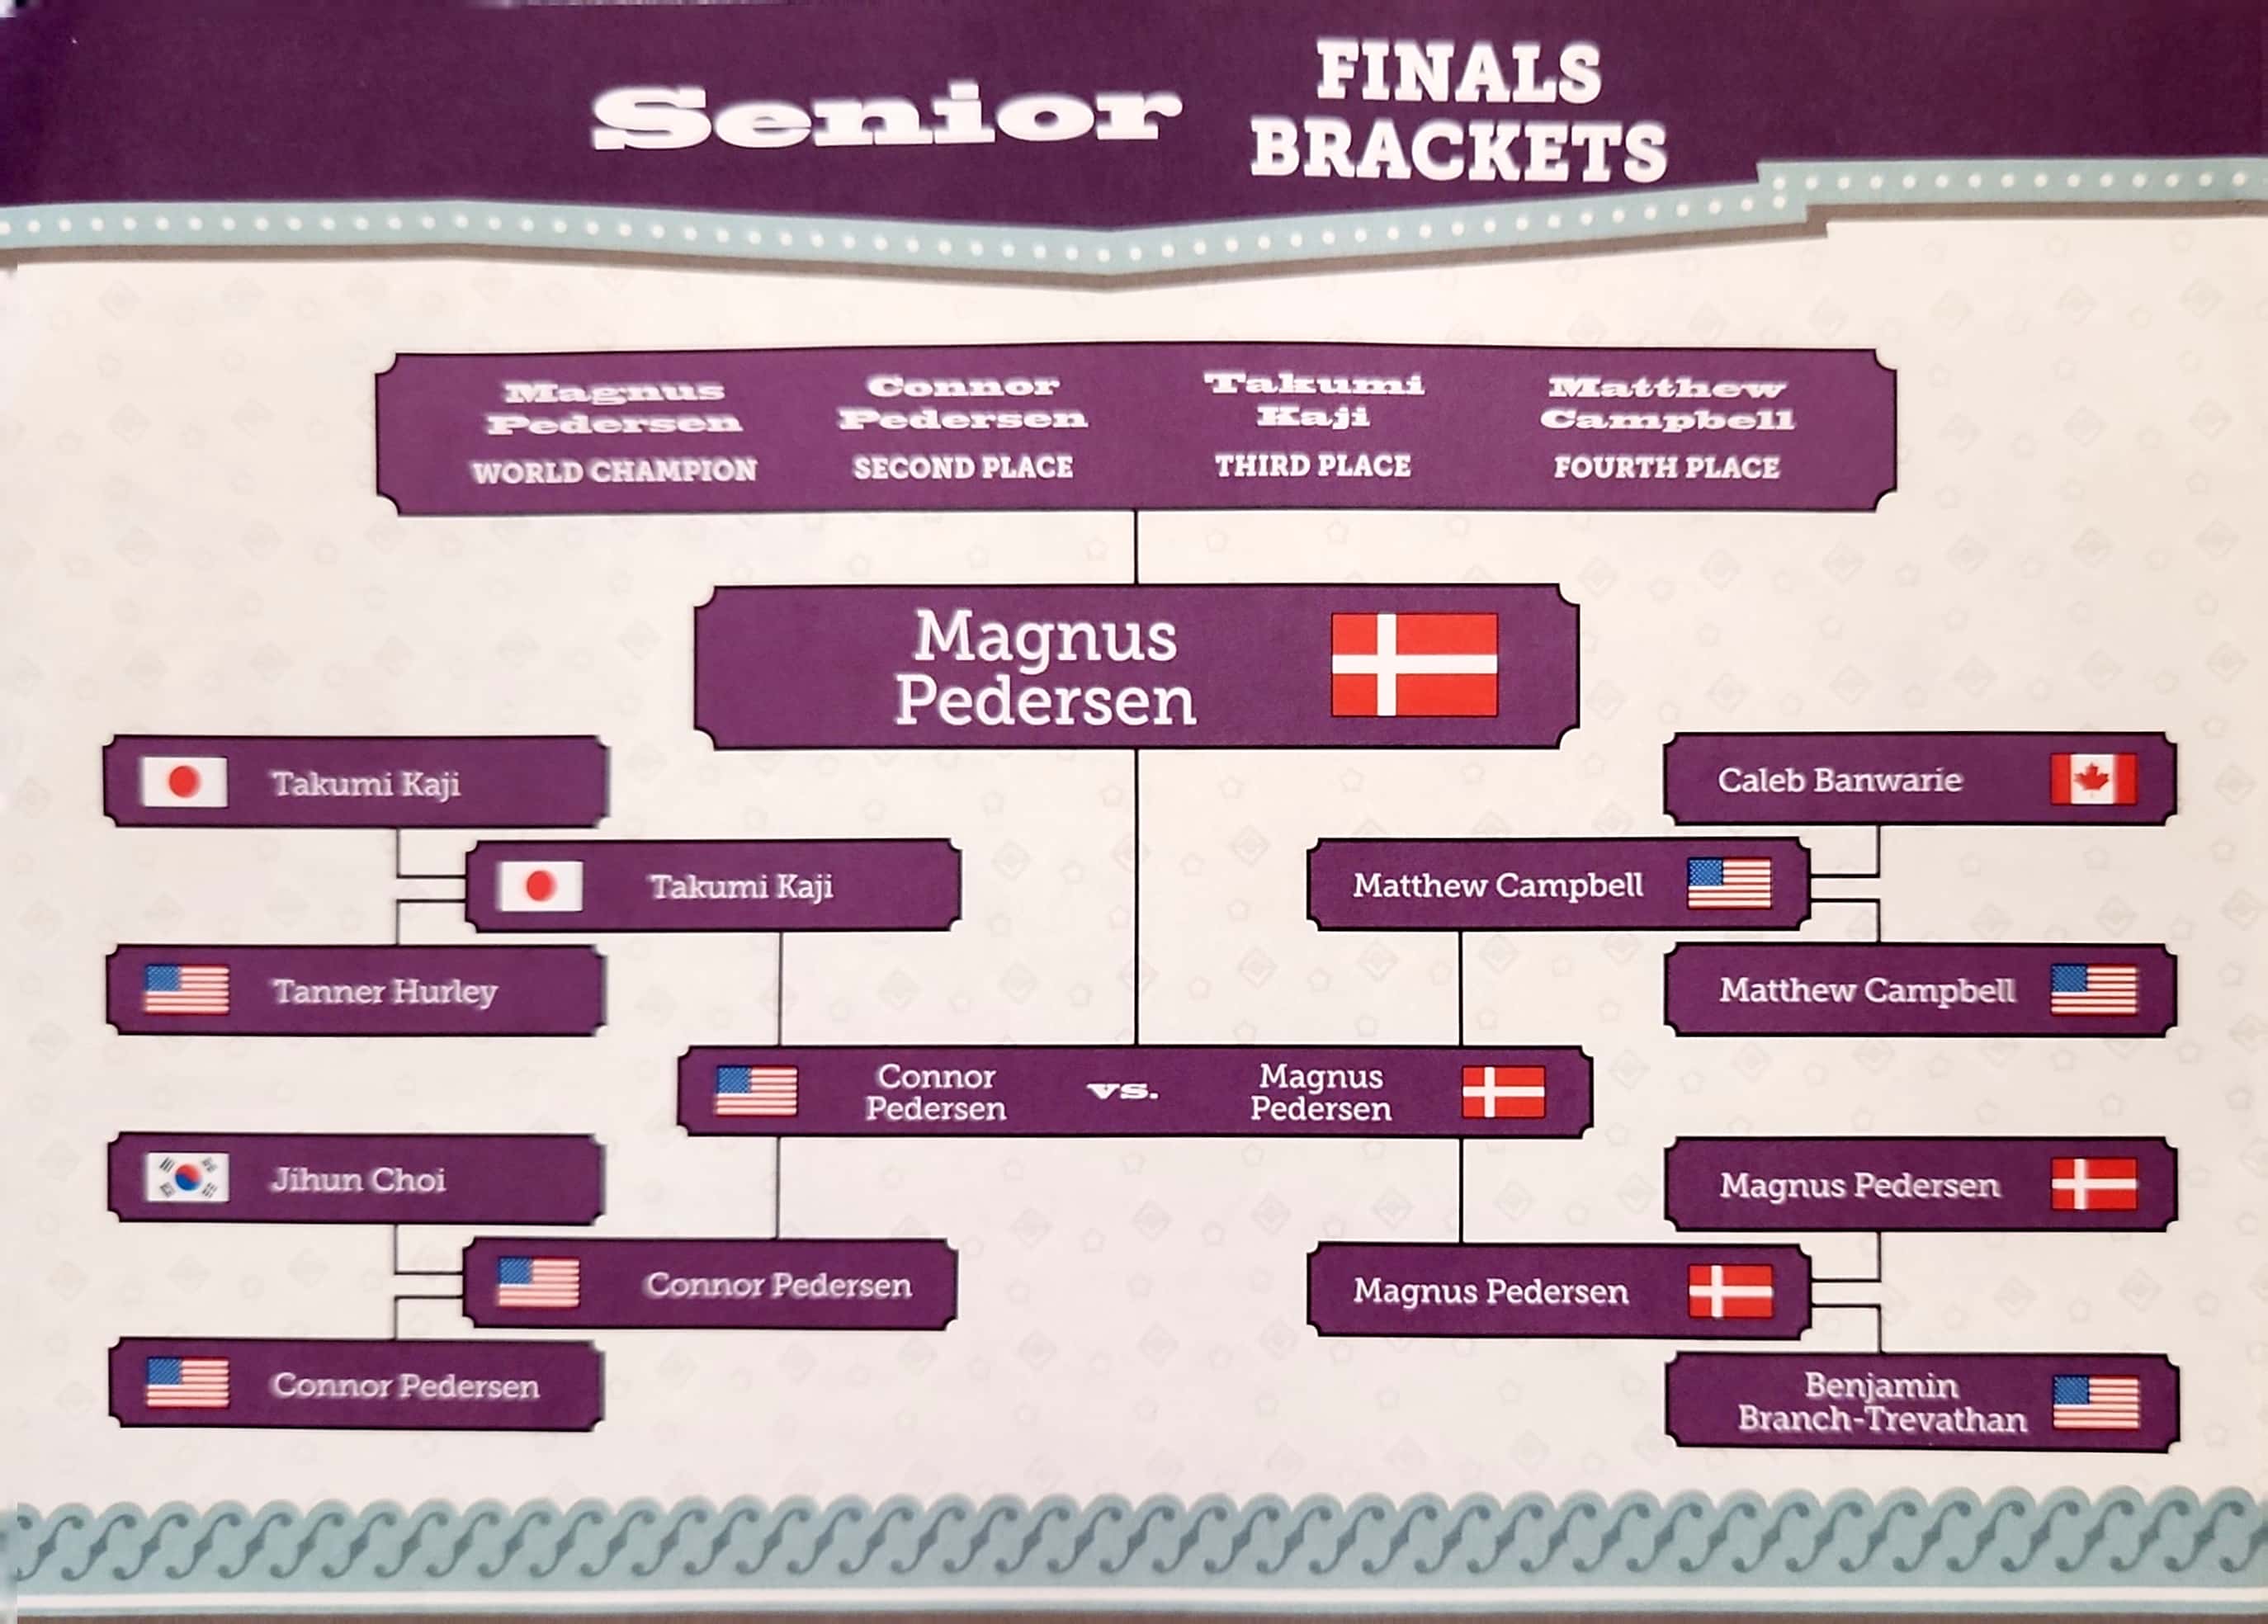 Senior
FINALS
BRACKETS
Magnus
Pedersen
WORLD CHAMPION
Connor
Pedersen
SECOND PLACE
Takumi
Kaji
THIRD PLACE
Matthew
Campbell
FOURTH PLACE
Magnus
Pedersen
Takumi Kaji
Takumi Kaji
Tanner Hurley
Caleb Banwarie
Matthew Campbell
Matthew Campbell
Connor
Pedersen
vs.
Magnus
Pedersen
Jihun Choi
Connor Pedersen
Connor Pedersen
Magnus Pedersen
Magnus Pedersen
Benjamin
Branch-Trevathan